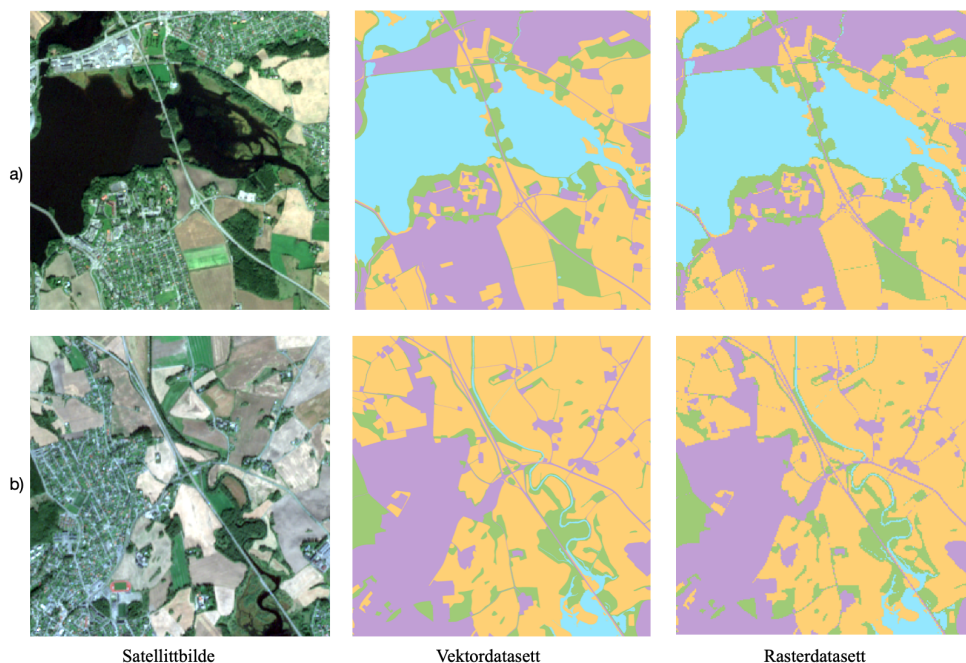 a)
b)
Satellittbilde
Vektordatasett
Rasterdatasett